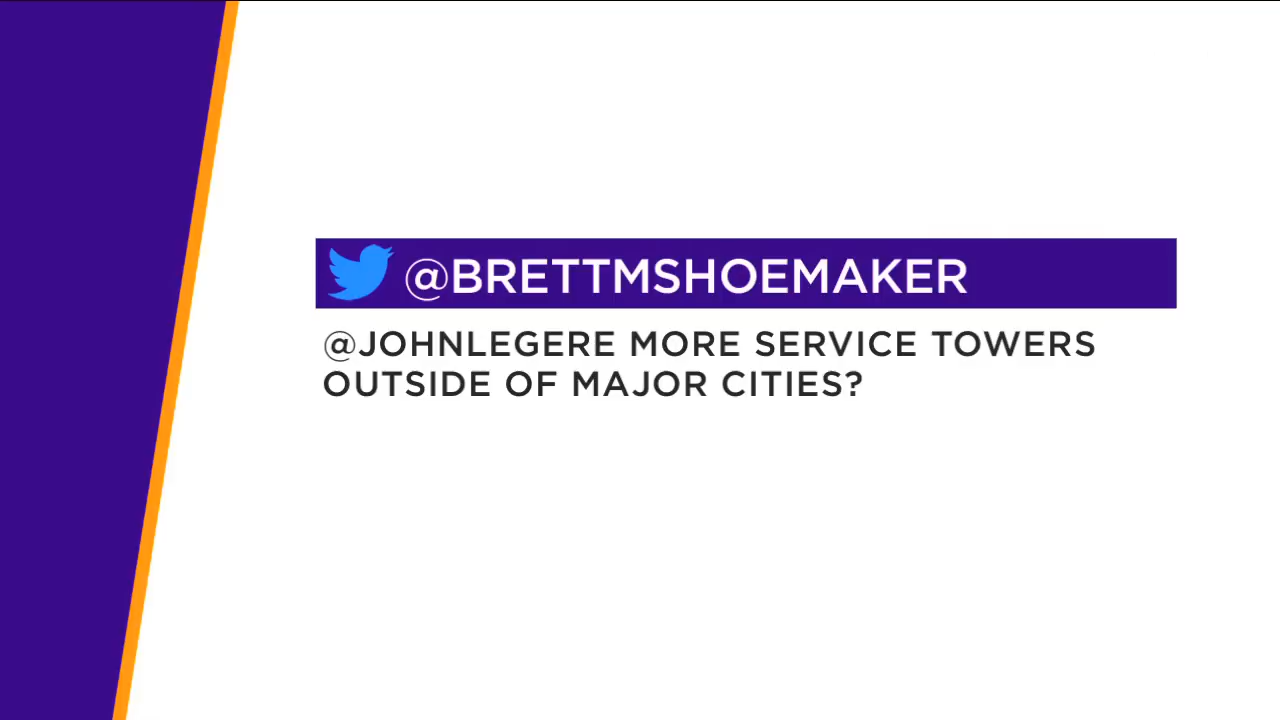 @BRETTMSHOEMAKER
@JOHNLEGERE MORE SERVICE TOWERS
OUTSIDE OF MAJOR CITIES?